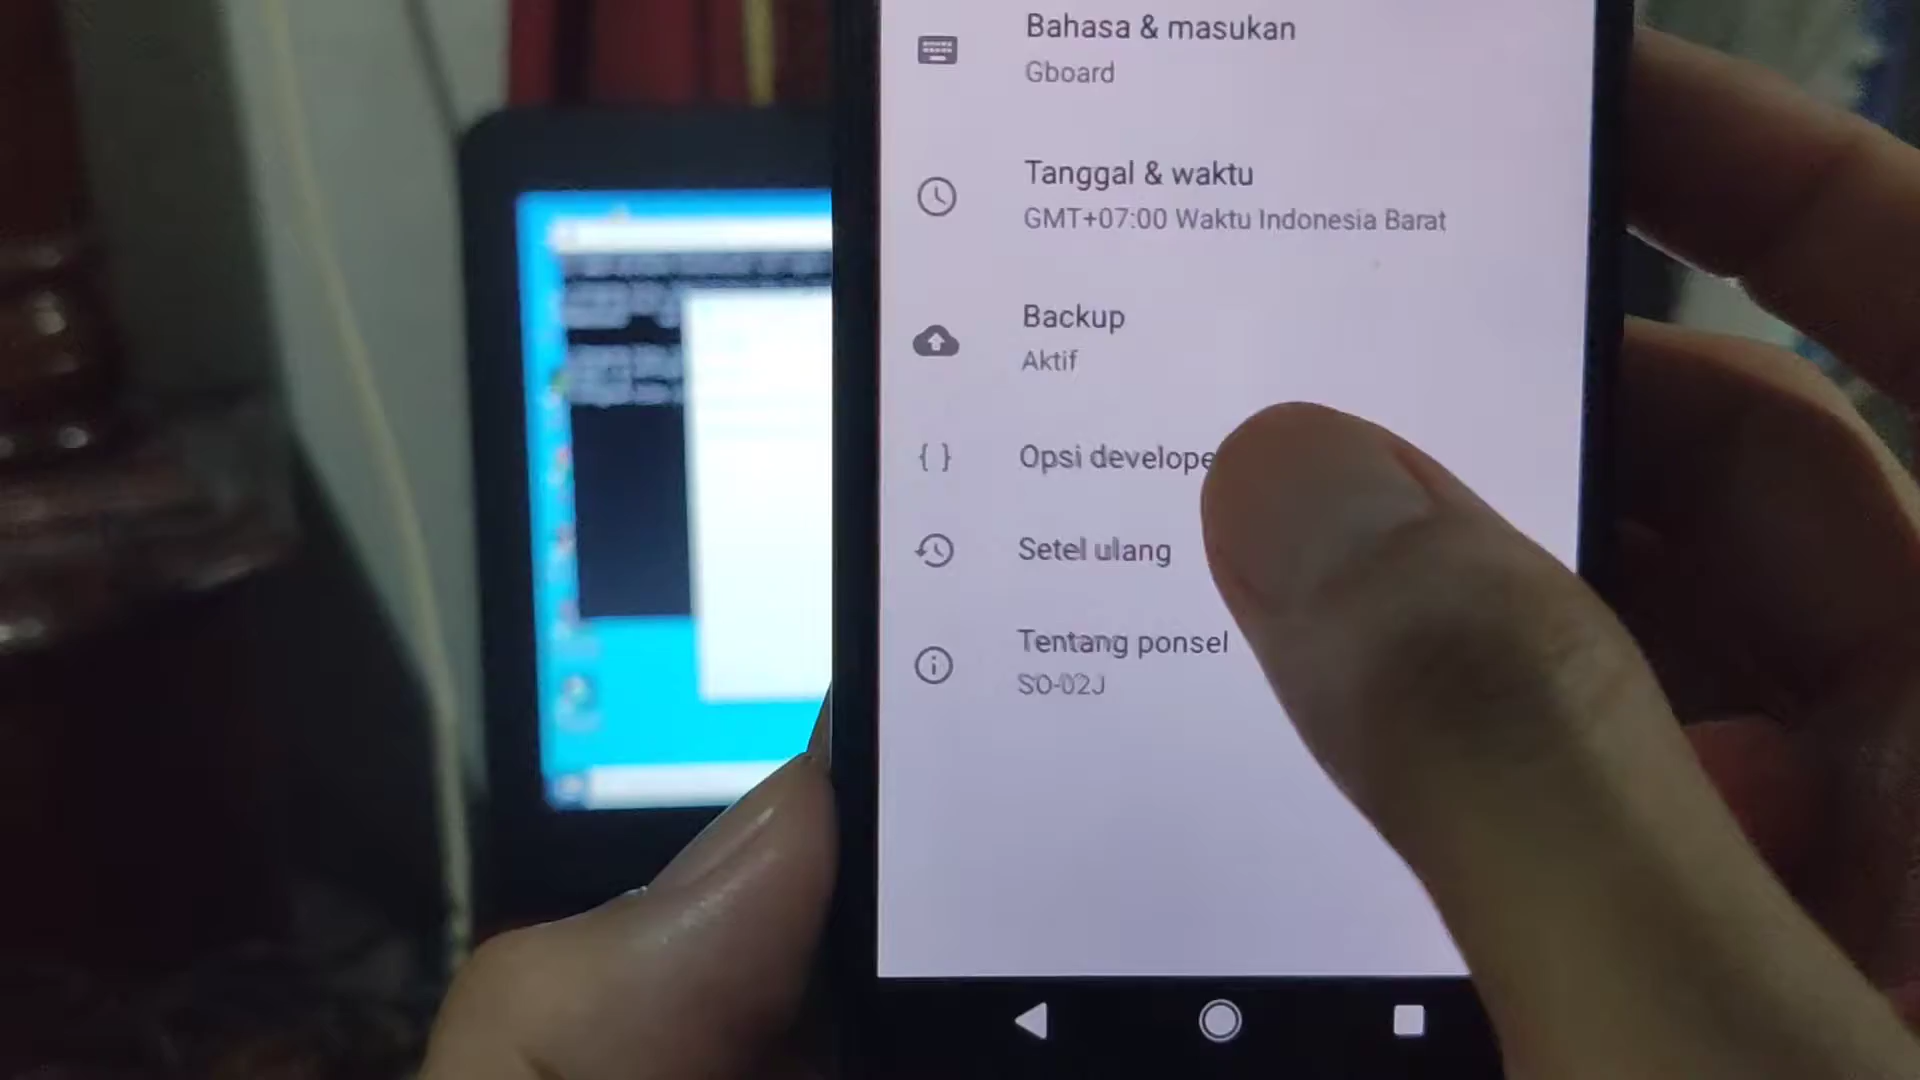 Bahasa & masukan
Gboard
Tanggal & waktu
GMT+07:00 Waktu Indonesia Barat
Backup
Aktif
{ } Opsi develope
Setel ulang
Tentang ponsel
SO-02J